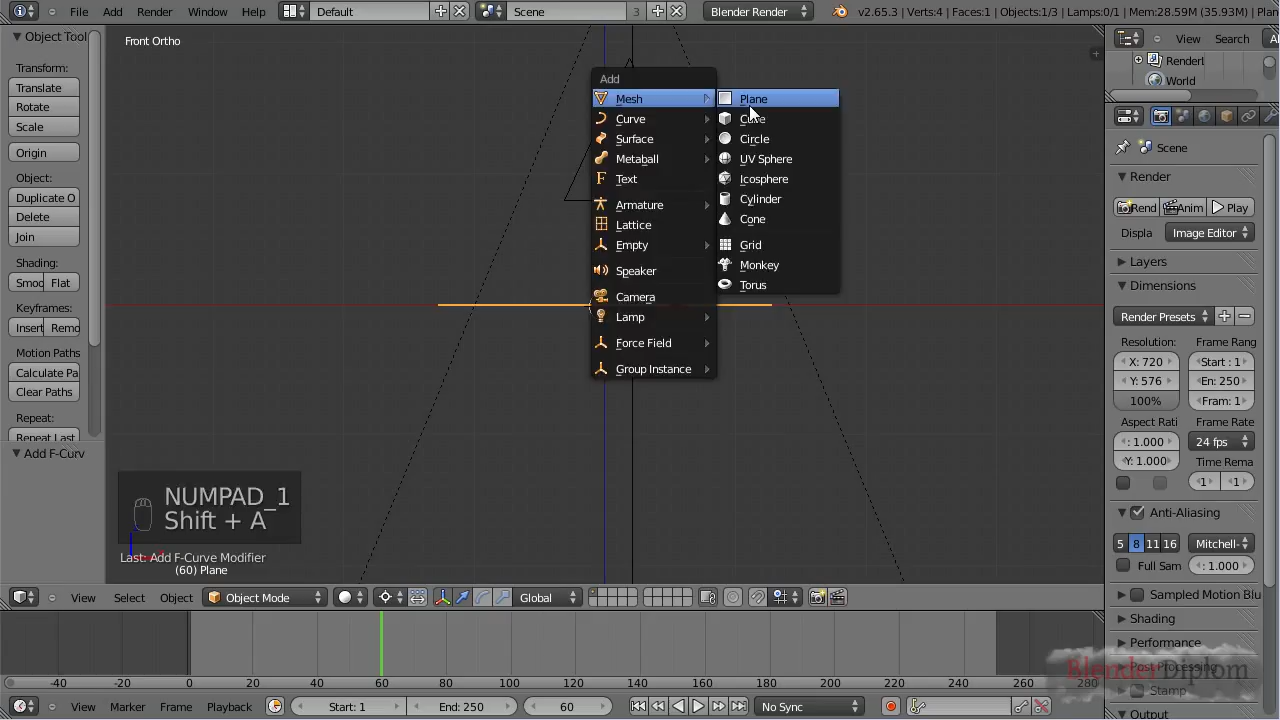 File Add Render Window Help Default Scene 3 Blender Render v2.65.3 | Verts:4 | Faces:1 | Objects:1/3 | Lamps:0/1 | Mem:28.59M (35.93M) | Plan
Object Tool
Transform:
Translate
Rotate
Scale
Origin
Object:
Duplicate O
Delete
Join
Shading:
Smoo Flat
Keyframes:
Insert Remo
Motion Paths
Calculate Pa
Clear Paths
Repeat:
Repeat Last
Add F-Curv
Front Ortho
Add
Mesh
Curve
Surface
Metaball
Text
Armature
Lattice
Empty
Speaker
Camera
Lamp
Force Field
Group Instance
Plane
Cube
Circle
UV Sphere
Icosphere
Cylinder
Cone
Grid
Monkey
Torus
NUMPAD_1
Shift + A
Last: Add F-Curve Modifier
(60) Plane
View Select Object Object Mode Global
-40 -20 0 20 40 60 80 100 120 140 160 180 200 220 240 260 280
View Marker Frame Playback Start: 1 End: 250 60 No Sync
View Search Al
RenderL
World
Scene
Render
Rend Anim Play
Displa Image Editor
Layers
Dimensions
Render Presets
Resolution: Frame Rang
X: 720 Start : 1
Y: 576 En: 250
100% Fram: 1
Aspect Rati Frame Rate
: 1.000 24 fps
Y: 1.000 Time Rema
1 1
Anti-Aliasing
5 8 11 16 Mitchell-
Full Sam : 1.000
Sampled Motion Blu
Shading
Performance
Post Processing
Stamp
Output
BlenderDiplom